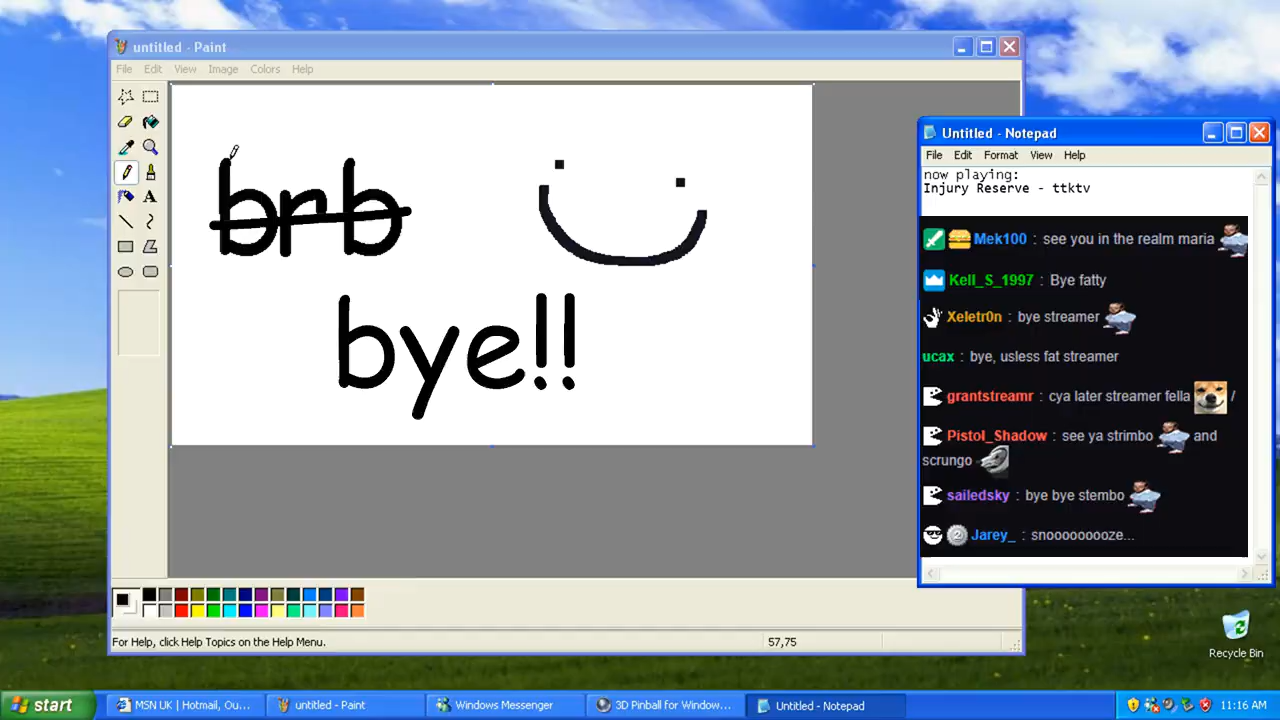 untitled - Paint
File Edit View Image Colors Help
brb
bye!!
For Help, click Help Topics on the Help Menu.
57,75
Untitled - Notepad
File Edit Format View Help
now playing:
Injury Reserve - ttktv
Mek100 : see you in the realm maria
Kell_S_1997 : Bye fatty
Xeletr0n : bye streamer
ucax : bye, usless fat streamer
grantstreamr : cya later streamer fella /
Pistol_Shadow : see ya strimbo and
scrungo
sailedsky : bye bye stembo
2 Jarey_ : snooooooooze...
Recycle Bin
start
MSN UK | Hotmail, Ou...
untitled - Paint
Windows Messenger
3D Pinball for Window...
Untitled - Notepad
11:16 AM